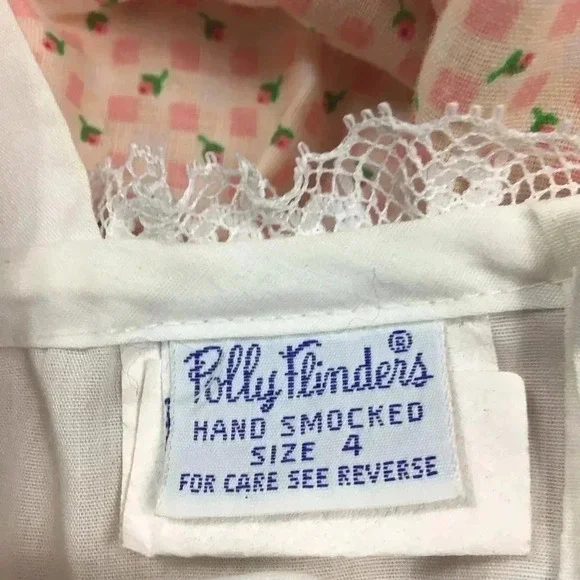 Polly Flinders®
HAND SMOCKED
SIZE 4
FOR CARE SEE REVERSE